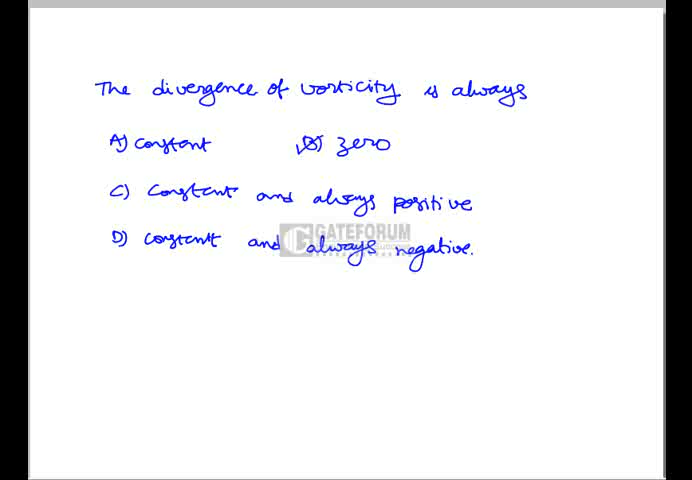 The divergence of vorticity is always
A) constant B) zero
C) constant and always positive
D) constant and always negative.
GATEFORUM